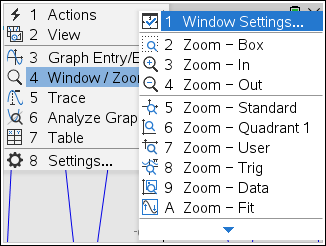 1 Actions
2 View
3 Graph Entry/E
4 Window / Zoo
5 Trace
6 Analyze Grap
7 Table
8 Settings...
1 Window Settings...
2 Zoom – Box
3 Zoom – In
4 Zoom – Out
5 Zoom – Standard
6 Zoom – Quadrant 1
7 Zoom – User
8 Zoom – Trig
9 Zoom – Data
A Zoom – Fit